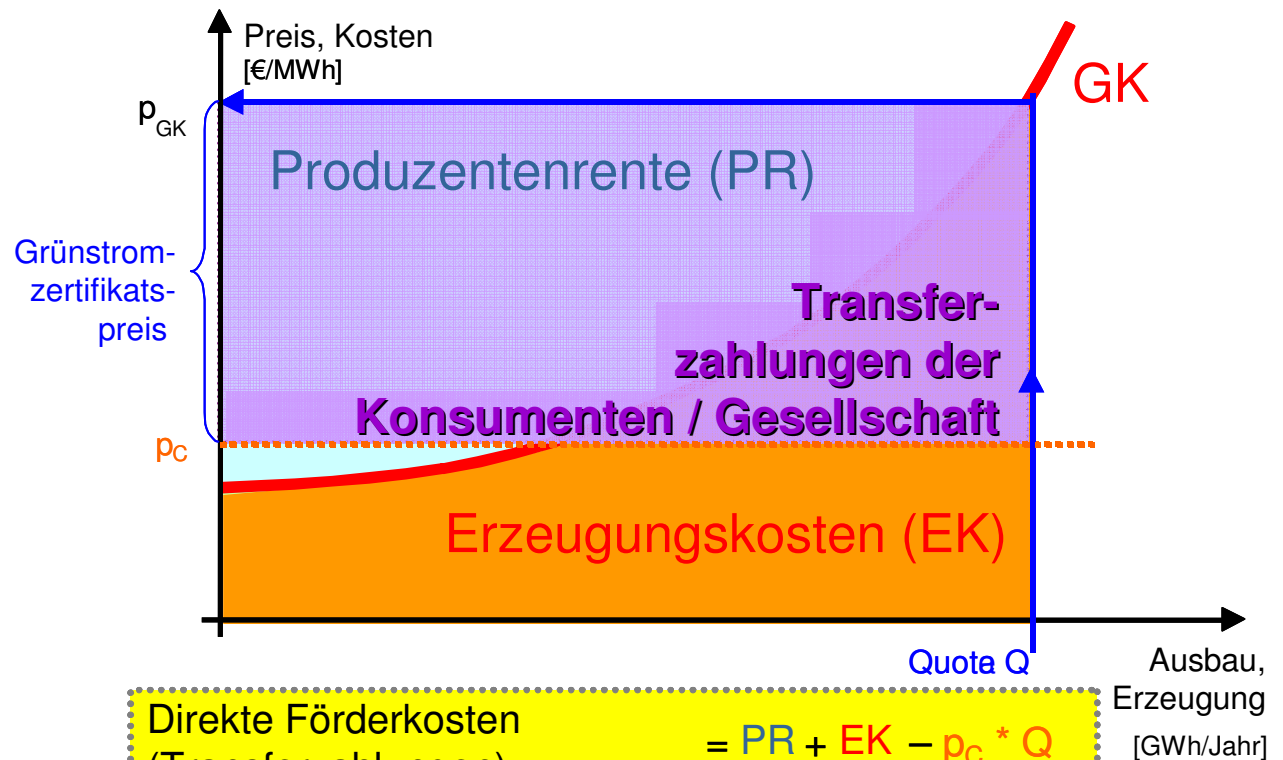 Preis, Kosten
[€/MWh]
GK
p_GK
Produzentenrente (PR)
Grünstrom-
zertifikats-
preis
Transfer-
zahlungen der
Konsumenten / Gesellschaft
p_C
Erzeugungskosten (EK)
Quote Q
Ausbau,
Erzeugung
[GWh/Jahr]
Direkte Förderkosten
= PR + EK – p_C * Q